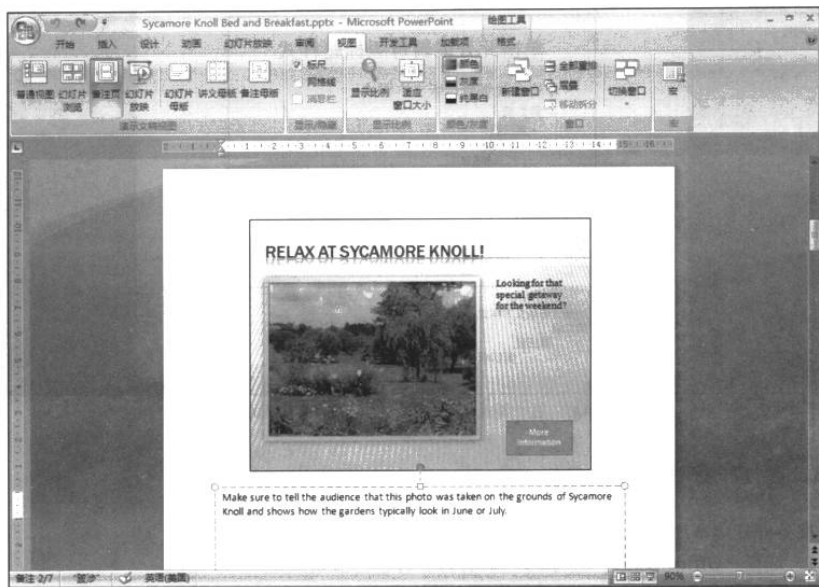 Sycamore Knoll Bed and Breakfast.pptx - Microsoft PowerPoint
绘图工具
开始 插入 设计 动画 幻灯片放映 审阅 视图 开发工具 加载项 格式
普通视图 幻灯片浏览 备注页 幻灯片放映 幻灯片母版 讲义母版 备注母版
演示文稿视图
标尺
网格线
消息栏
显示/隐藏
显示比例 适应窗口大小
显示比例
颜色
灰度
纯黑白
颜色/灰度
新建窗口
全部重排
层叠
移动拆分
切换窗口
窗口
宏
宏
RELAX AT SYCAMORE KNOLL!
Looking for that
special getaway
for the weekend?
More
Information
Make sure to tell the audience that this photo was taken on the grounds of Sycamore
Knoll and shows how the gardens typically look in June or July.
备注 2/7 "波沙" 英语(美国) 90%